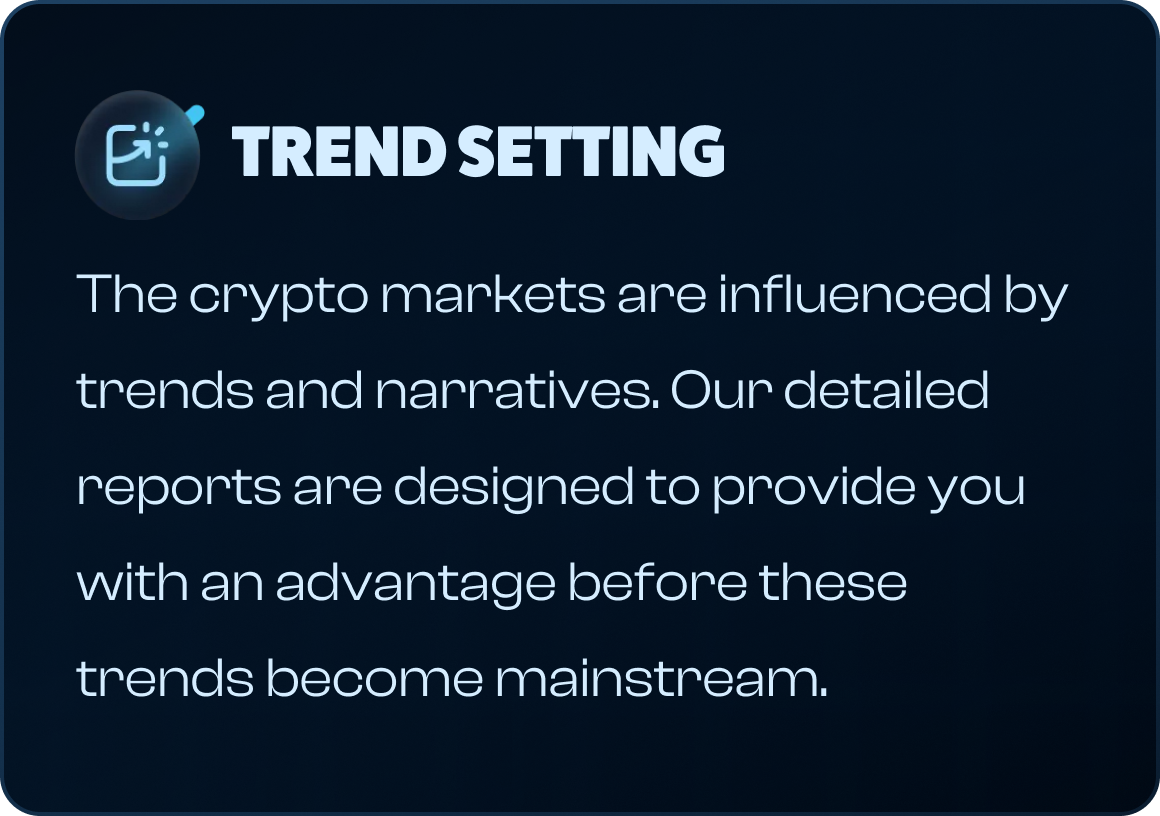 TREND SETTING
The crypto markets are influenced by
trends and narratives. Our detailed
reports are designed to provide you
with an advantage before these
trends become mainstream.